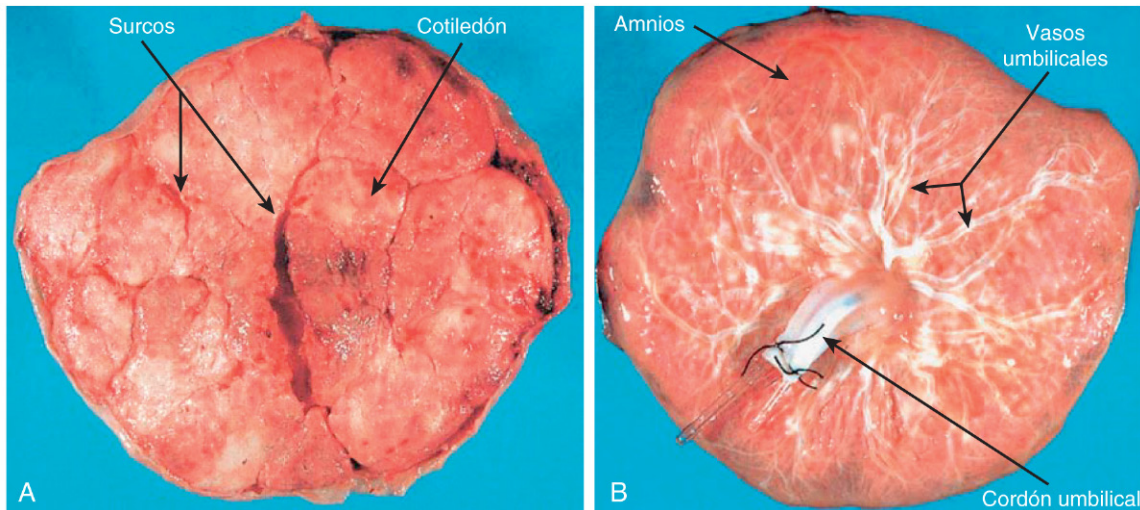 Surcos
Cotiledón
A
Amnios
Vasos
umbilicales
B
Cordón umbilical